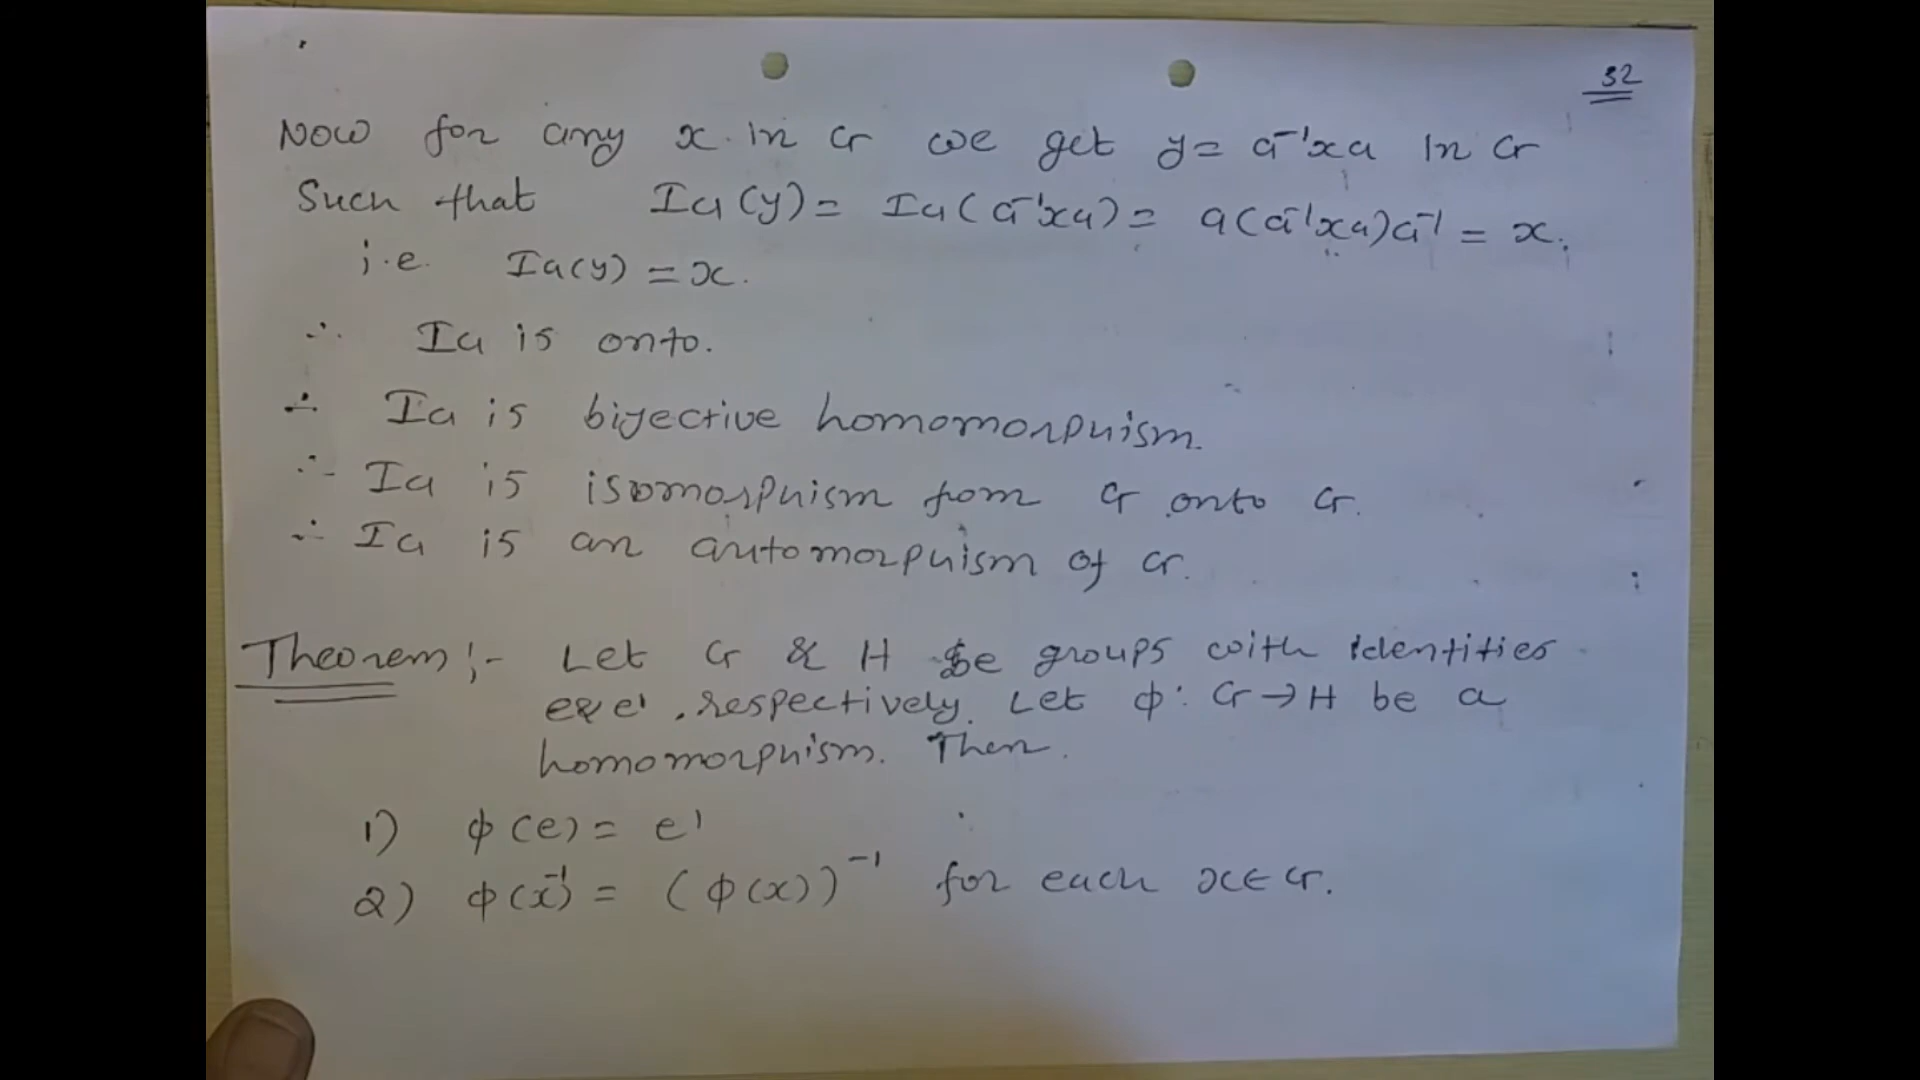 32
Now for any x in G we get y = a⁻¹xa in G
Such that Ia(y) = Ia(a⁻¹xa) = a(a⁻¹xa)a⁻¹ = x.
i.e. Ia(y) = x.
∴ Ia is onto.
∴ Ia is bijective homomorphism.
∴ Ia is isomorphism from G onto G.
∴ Ia is an automorphism of G.
Theorem :- Let G & H be groups with identities
e & e' , respectively. Let ϕ : G → H be a
homomorphism. Then.
1) ϕ(e) = e'
2) ϕ(x⁻¹) = (ϕ(x))⁻¹ for each x ∈ G.